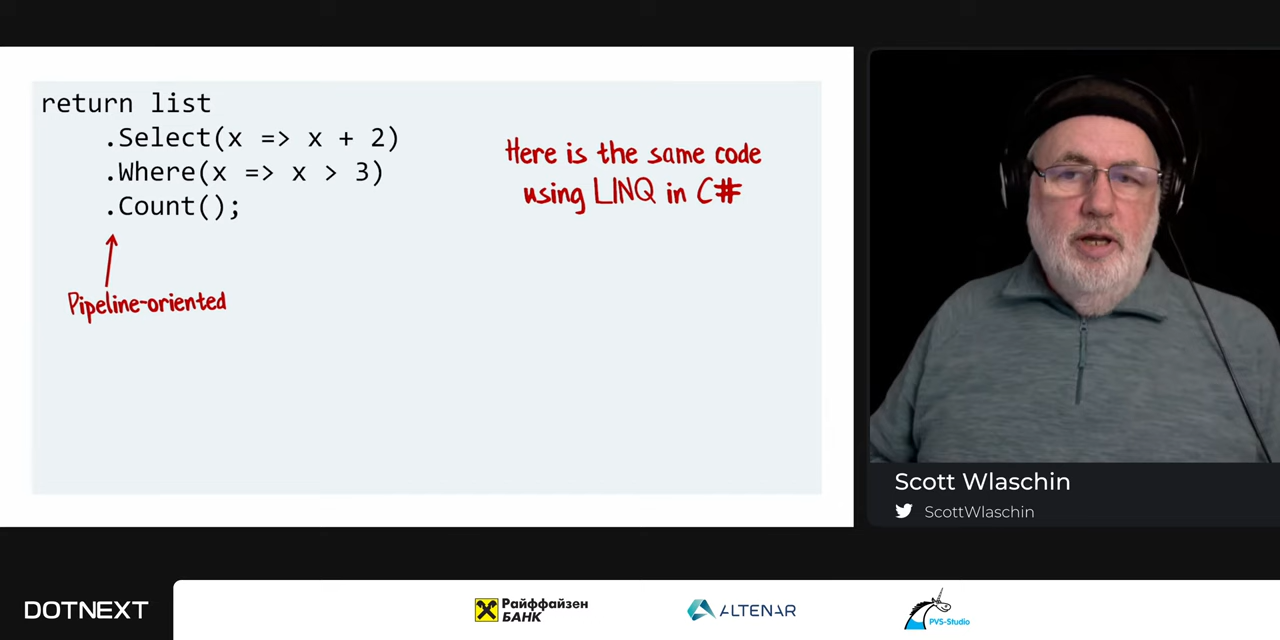 return list
.Select(x => x + 2)
.Where(x => x > 3)
.Count();
Here is the same code
using LINQ in C#
Pipeline-oriented
Scott Wlaschin
ScottWlaschin
DOTNEXT
Райффайзен
БАНК
ALTENAR
PVS-Studio